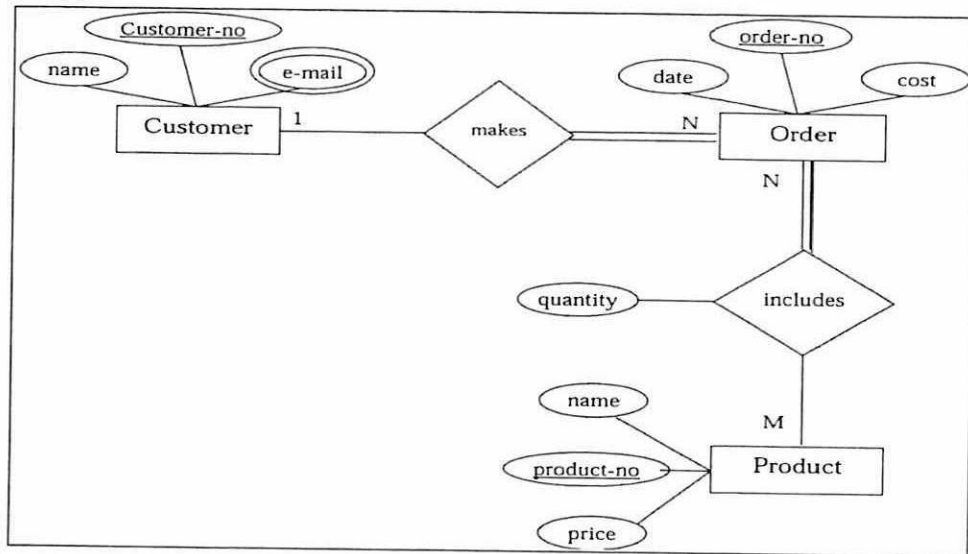 Customer-no
name
e-mail
Customer
1
makes
N
order-no
date
cost
Order
N
quantity
includes
name
M
product-no
Product
price